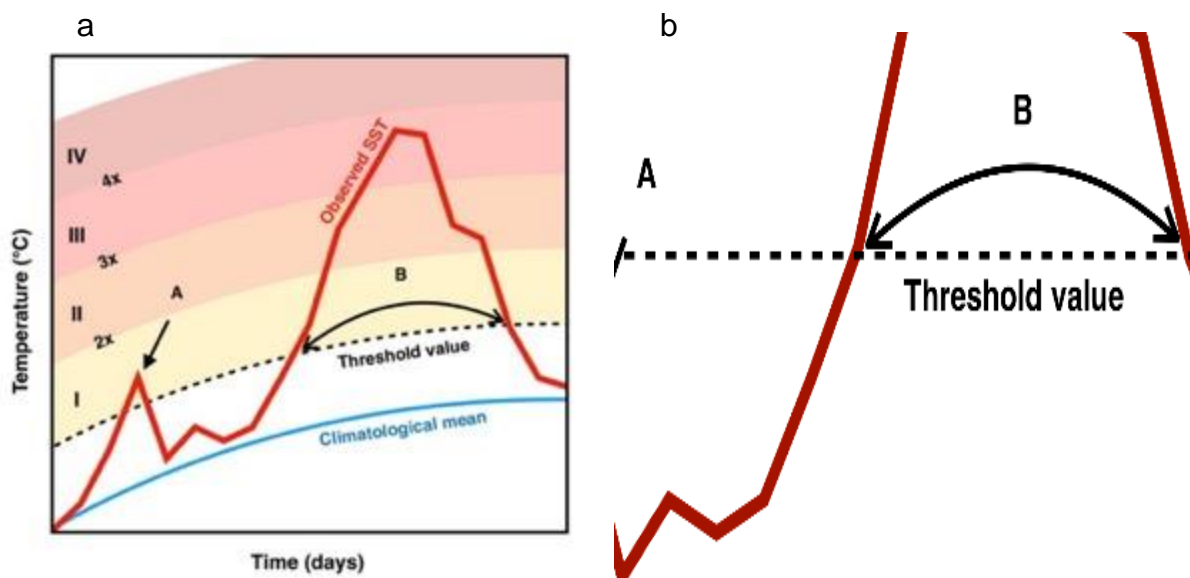 a
b
Temperature (°C)
IV
4x
III
3x
II
2x
I
A
Observed SST
B
Threshold value
Climatological mean
Time (days)
A
B
Threshold value